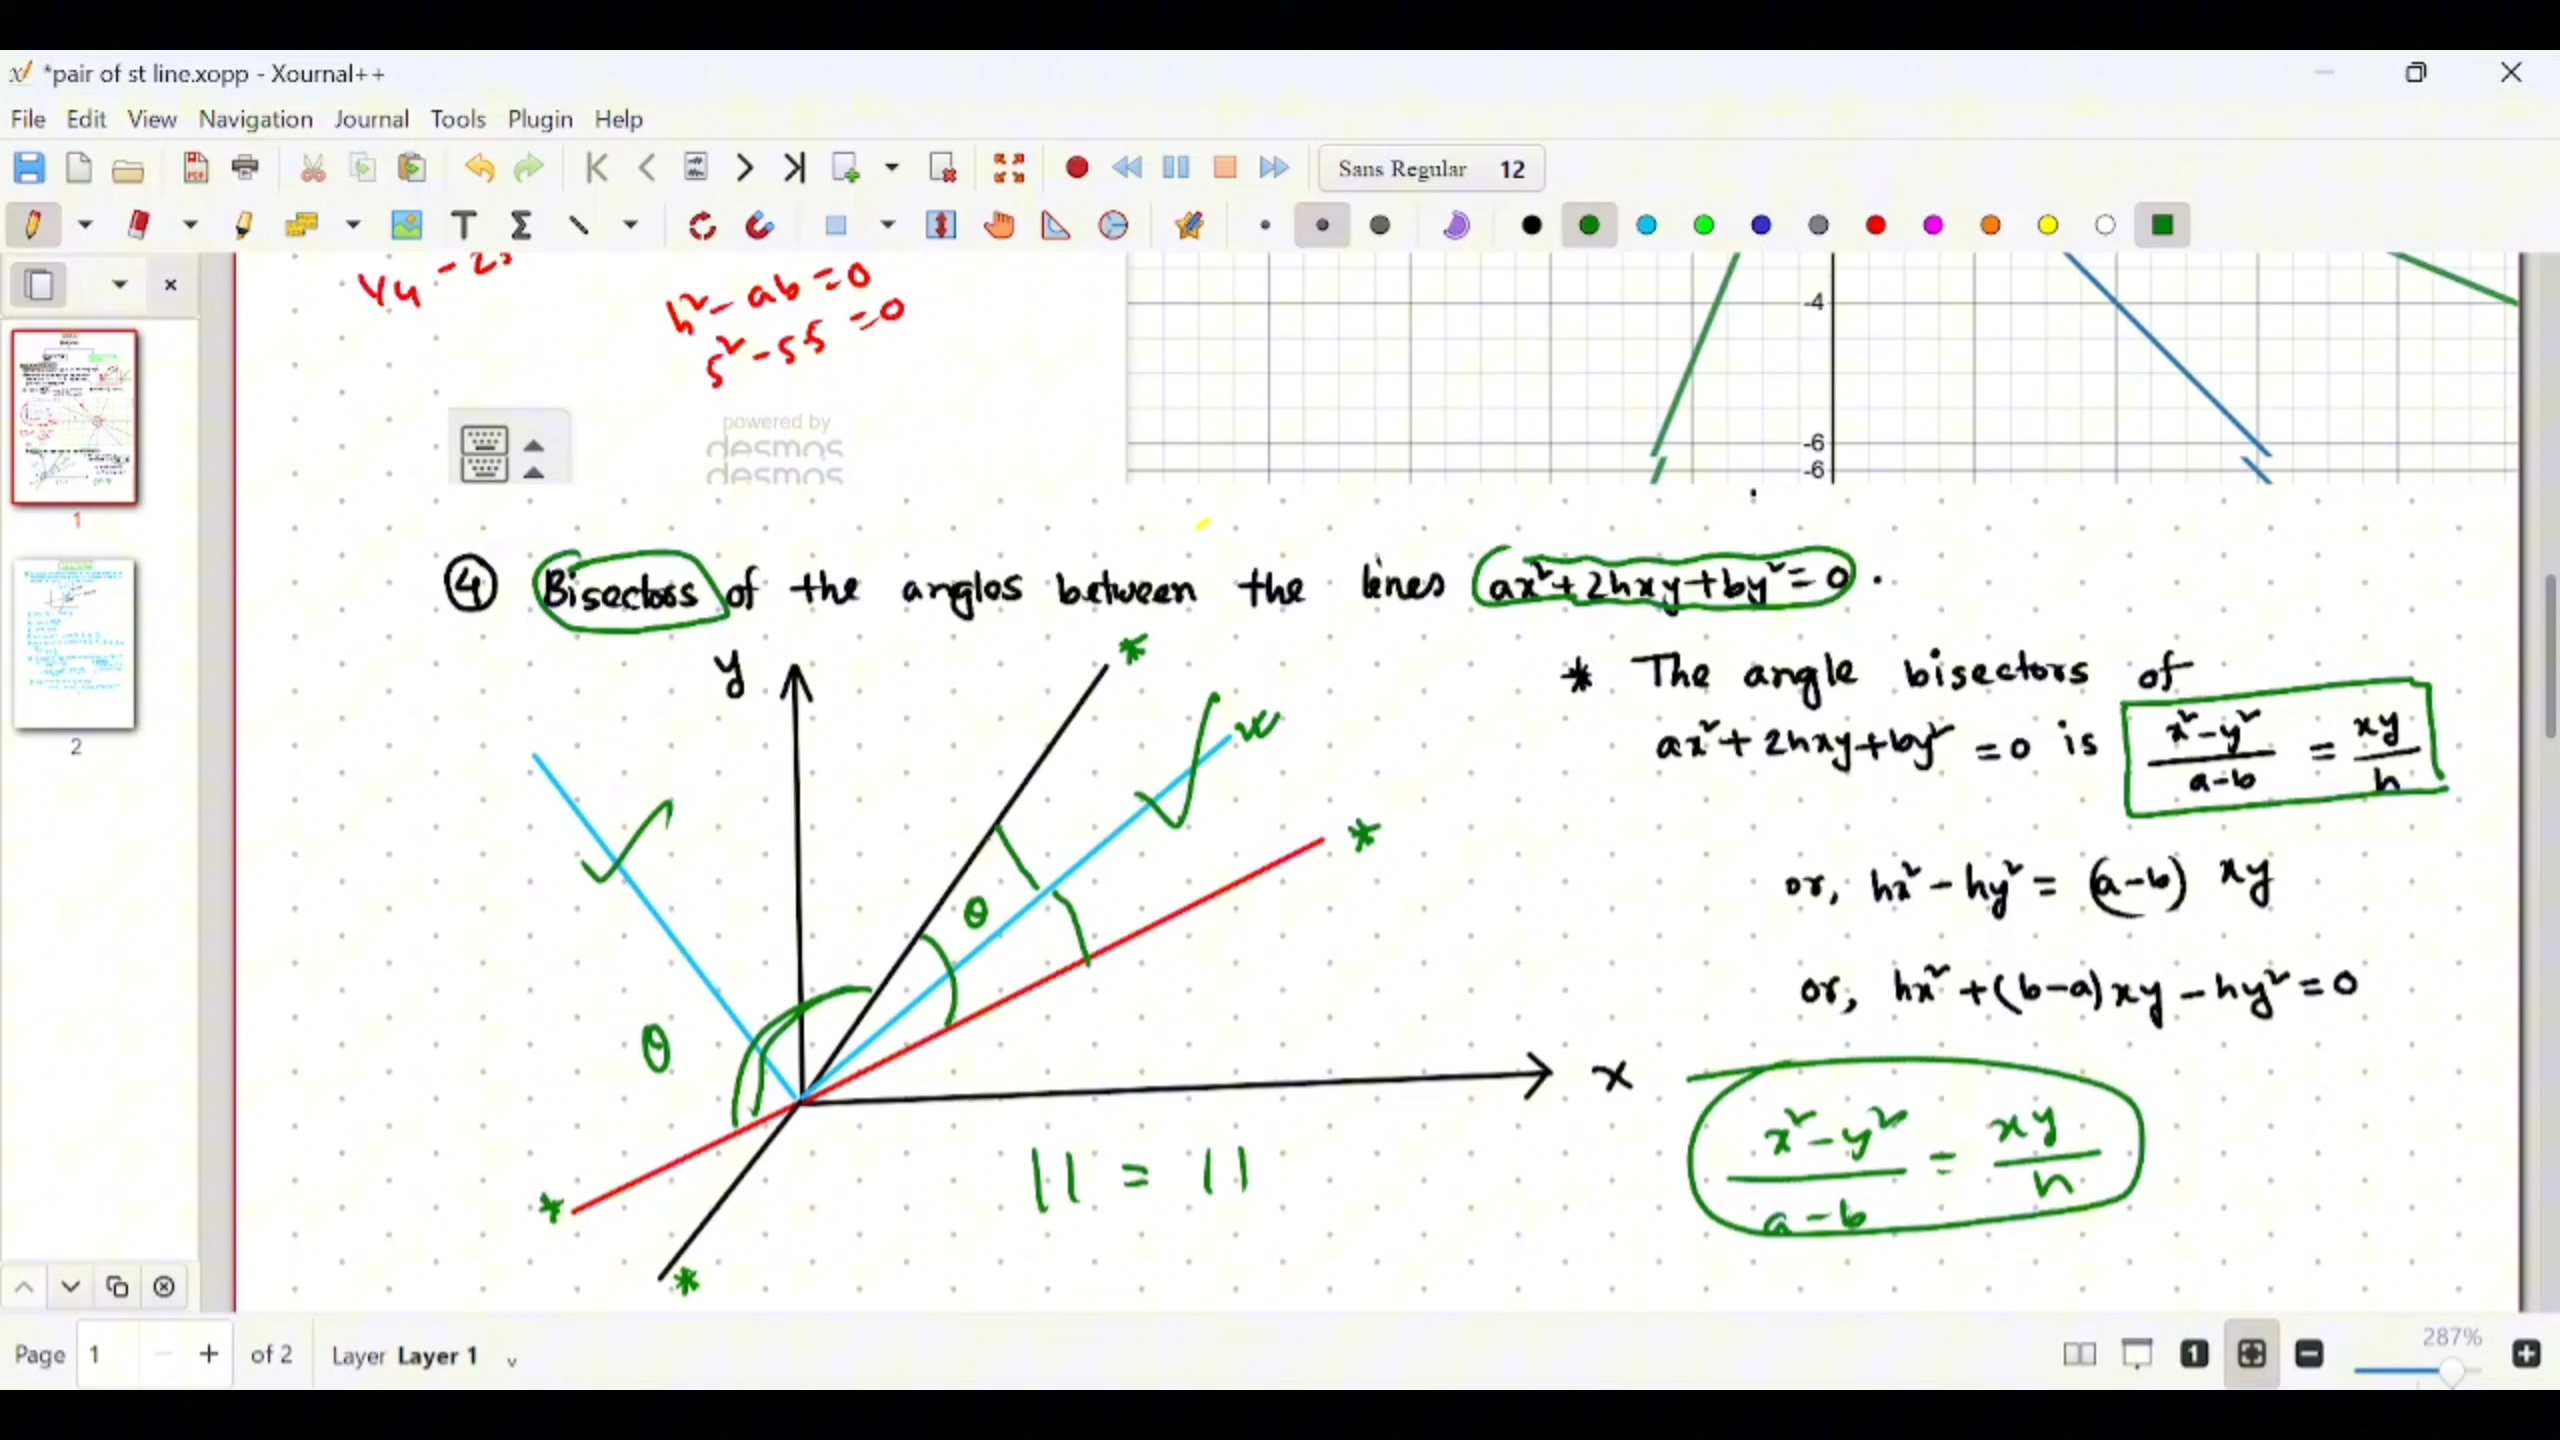 *pair of st line.xopp - Xournal++
File Edit View Navigation Journal Tools Plugin Help
Sans Regular 12
h²- ab = 0
5²-55 = 0
-4
-6
-6
powered by
desmos
desmos
1
2
④ Bisectors of the angles between the lines ax²+2hxy+by²=0.
y
* The angle bisectors of
ax²+2hxy+by² = 0 is x²-y²/a-b = xy/h
or, hx²-hy² = (a-b) xy
or, hx²+(b-a)xy-hy²=0
θ
θ
x
|| = ||
x²-y²/a-b = xy/h
Page 1 of 2 Layer Layer 1 287%